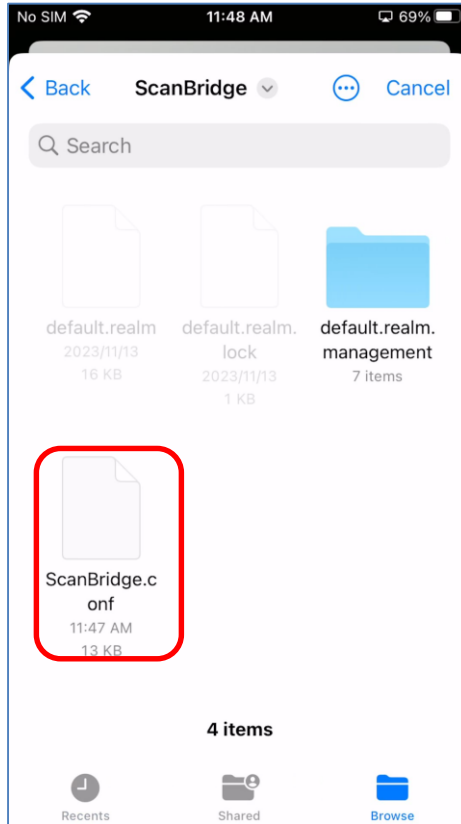 No SIM 11:48 AM 69%
Back ScanBridge Cancel
Search
default.realm
2023/11/13
16 KB
default.realm.
lock
2023/11/13
1 KB
default.realm.
management
7 items
ScanBridge.c
onf
11:47 AM
13 KB
4 items
Recents Shared Browse